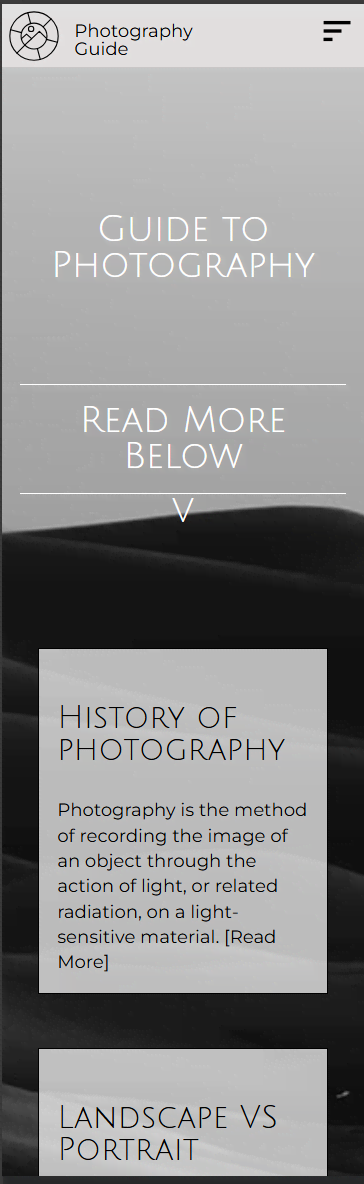 Photography
Guide
Guide to
Photography
Read More
Below
V
History of
photography
Photography is the method
of recording the image of
an object through the
action of light, or related
radiation, on a light-
sensitive material. [Read
More]
Landscape VS
Portrait